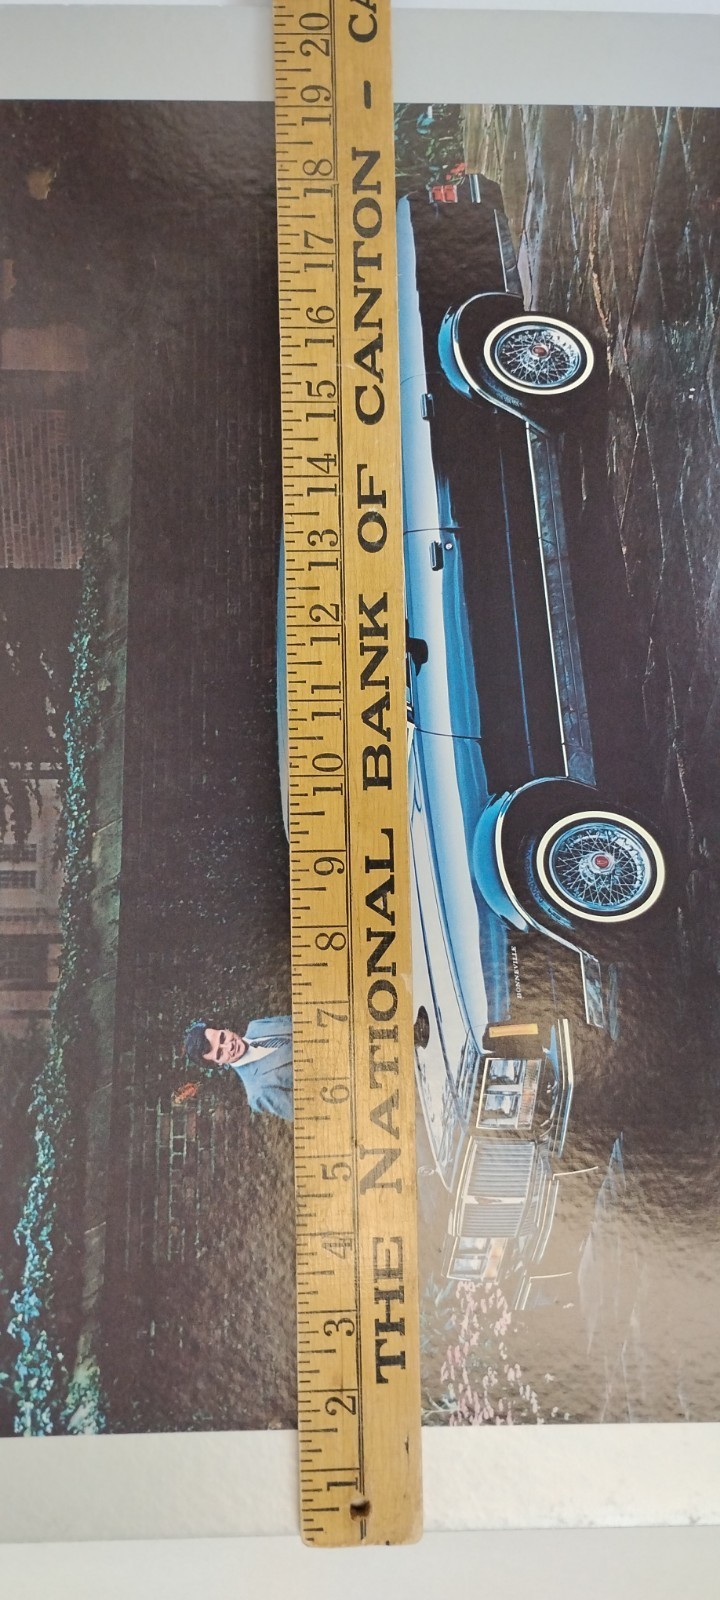 1 2 3 4 5 6 7 8 9 10 11 12 13 14 15 16 17 18 19 20
THE NATIONAL BANK OF CANTON - CA
BONNEVILLE